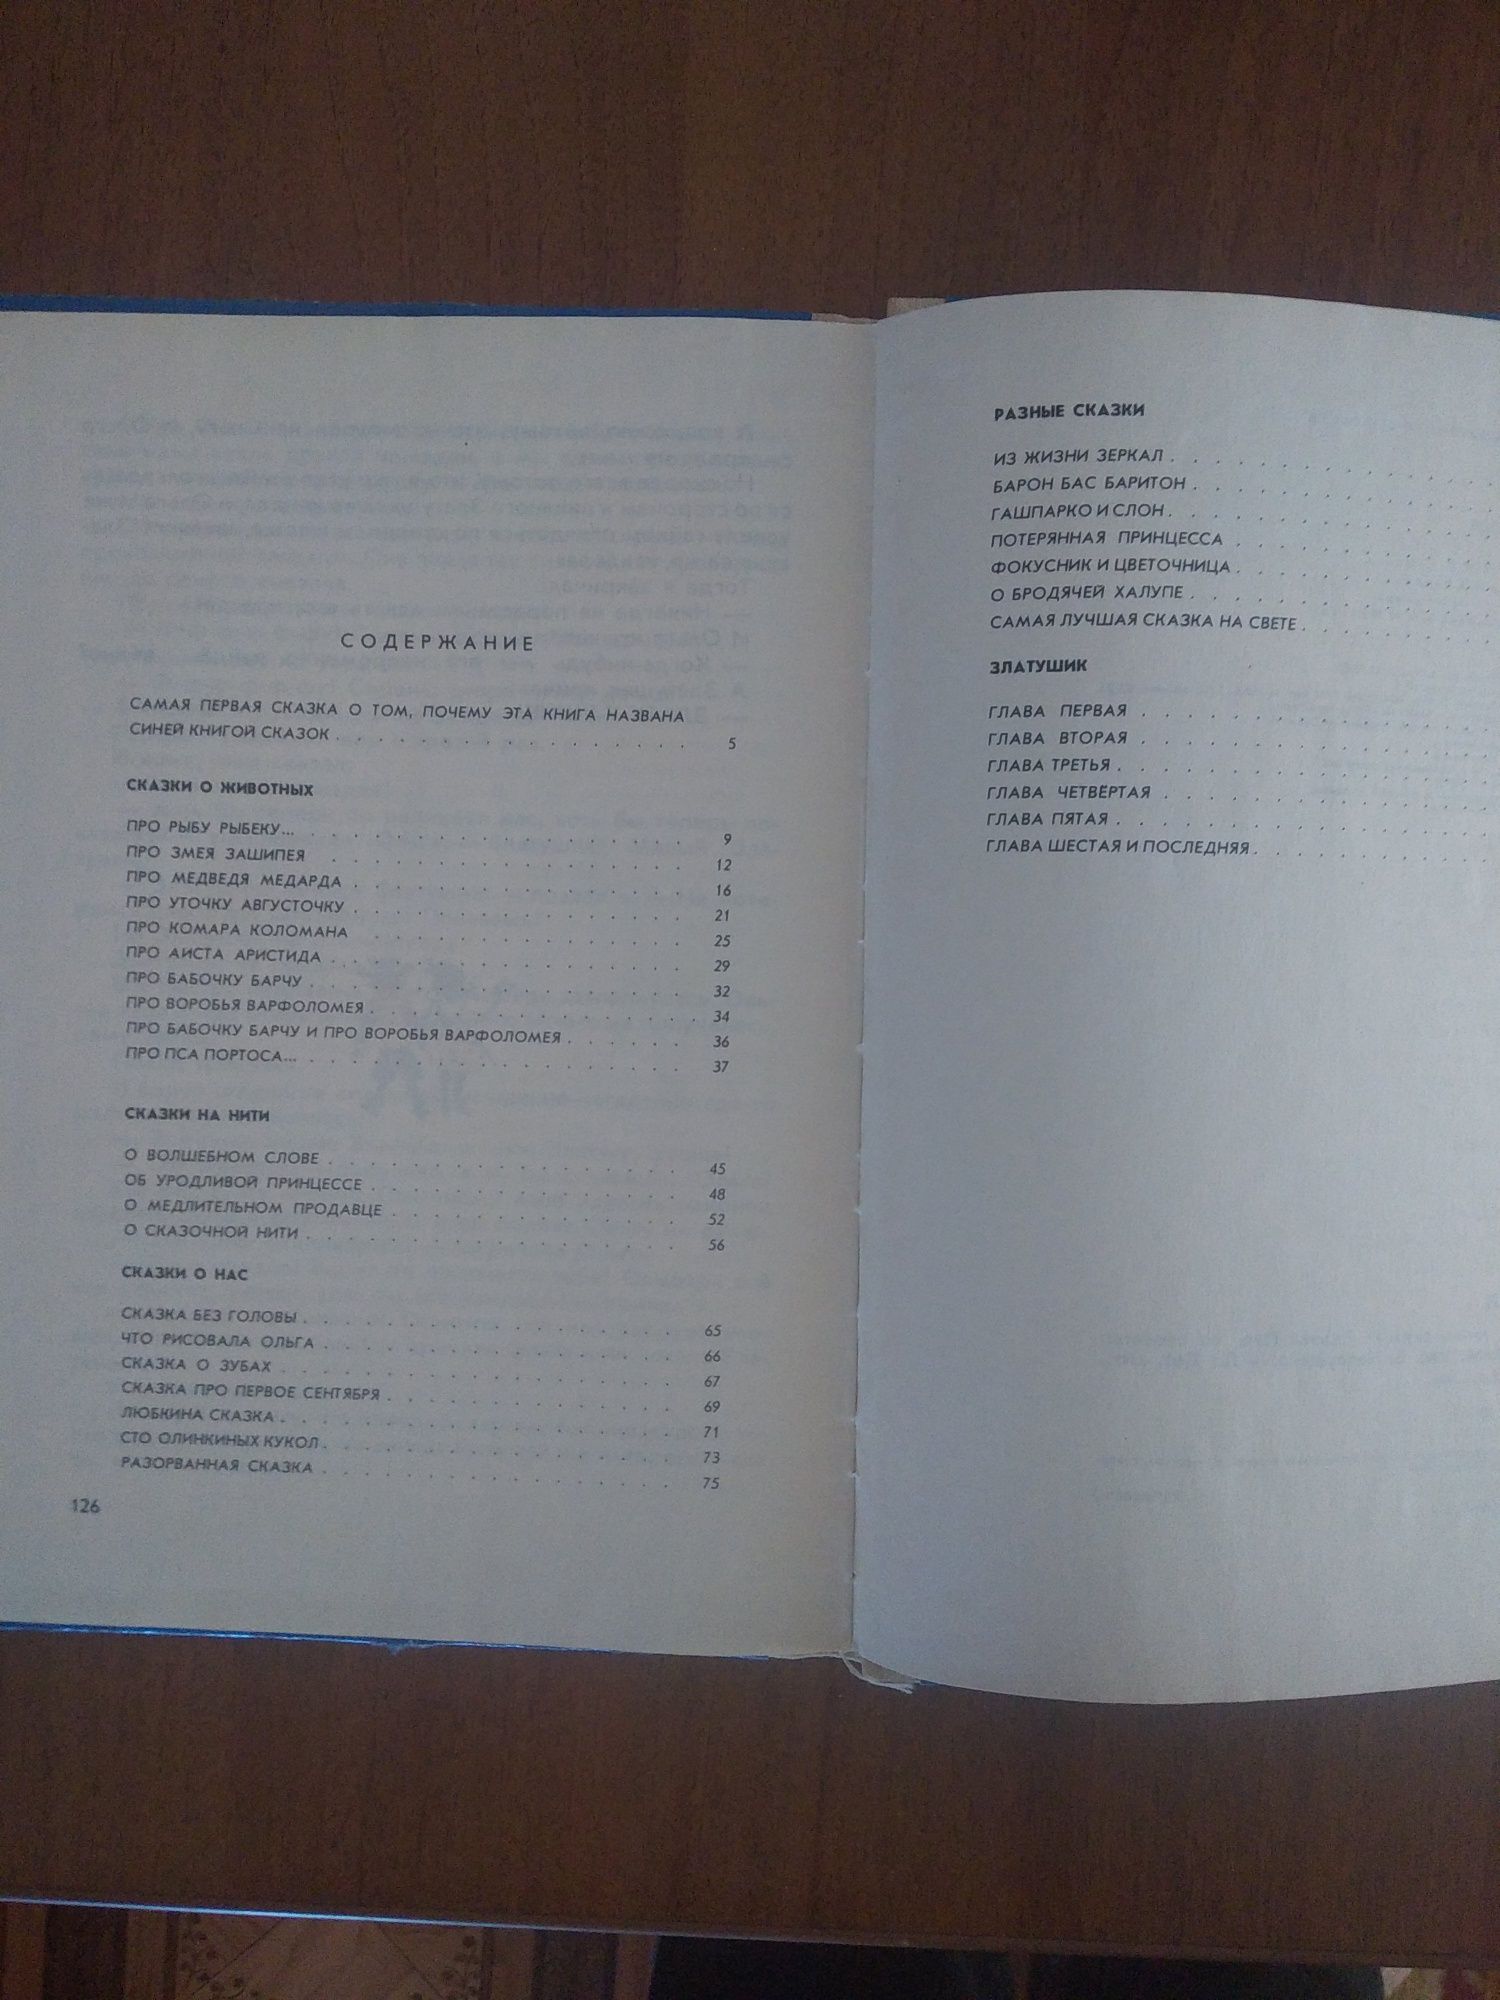 СОДЕРЖАНИЕ
САМАЯ ПЕРВАЯ СКАЗКА О ТОМ, ПОЧЕМУ ЭТА КНИГА НАЗВАНА
СИНЕЙ КНИГОЙ СКАЗОК . . . . . . . . . . . . . . . . 5
СКАЗКИ О ЖИВОТНЫХ
ПРО РЫБУ РЫБЕКУ... . . . . . . . . . . . . . . . . 9
ПРО ЗМЕЯ ЗАШИПЕЯ . . . . . . . . . . . . . . . . 12
ПРО МЕДВЕДЯ МЕДАРДА . . . . . . . . . . . . . . . 16
ПРО УТОЧКУ АВГУСТОЧКУ . . . . . . . . . . . . . . . 21
ПРО КОМАРА КОЛОМАНА . . . . . . . . . . . . . . 25
ПРО АИСТА АРИСТИДА . . . . . . . . . . . . . . . . 29
ПРО БАБОЧКУ БАРЧУ . . . . . . . . . . . . . . . . . 32
ПРО ВОРОБЬЯ ВАРФОЛОМЕЯ . . . . . . . . . . . . . . . 34
ПРО БАБОЧКУ БАРЧУ И ПРО ВОРОБЬЯ ВАРФОЛОМЕЯ . . . . . . 36
ПРО ПСА ПОРТОСА... . . . . . . . . . . . . . . . . 37
СКАЗКИ НА НИТИ
О ВОЛШЕБНОМ СЛОВЕ . . . . . . . . . . . . . . . . 45
ОБ УРОДЛИВОЙ ПРИНЦЕССЕ . . . . . . . . . . . . . . 48
О МЕДЛИТЕЛЬНОМ ПРОДАВЦЕ . . . . . . . . . . . . . 52
О СКАЗОЧНОЙ НИТИ . . . . . . . . . . . . . . . . . 56
СКАЗКИ О НАС
СКАЗКА БЕЗ ГОЛОВЫ . . . . . . . . . . . . . . . . . 65
ЧТО РИСОВАЛА ОЛЬГА . . . . . . . . . . . . . . . . 66
СКАЗКА О ЗУБАХ . . . . . . . . . . . . . . . . . . 67
СКАЗКА ПРО ПЕРВОЕ СЕНТЯБРЯ . . . . . . . . . . . . . 69
ЛЮБКИНА СКАЗКА . . . . . . . . . . . . . . . . . . 71
СТО ОЛИНКИНЫХ КУКОЛ . . . . . . . . . . . . . . . . 73
РАЗОРВАННАЯ СКАЗКА . . . . . . . . . . . . . . . . 75
126
РАЗНЫЕ СКАЗКИ
ИЗ ЖИЗНИ ЗЕРКАЛ . . . . . . . . . .
БАРОН БАС БАРИТОН . . . . . . . . .
ГАШПАРКО И СЛОН . . . . . . . . . .
ПОТЕРЯННАЯ ПРИНЦЕССА . . . . . . .
ФОКУСНИК И ЦВЕТОЧНИЦА . . . . . . .
О БРОДЯЧЕЙ ХАЛУПЕ . . . . . . . . .
САМАЯ ЛУЧШАЯ СКАЗКА НА СВЕТЕ . . . . . .
ЗЛАТУШИК
ГЛАВА ПЕРВАЯ . . . . . . . . . . .
ГЛАВА ВТОРАЯ . . . . . . . . . . .
ГЛАВА ТРЕТЬЯ . . . . . . . . . . .
ГЛАВА ЧЕТВЁРТАЯ . . . . . . . . . .
ГЛАВА ПЯТАЯ . . . . . . . . . . .
ГЛАВА ШЕСТАЯ И ПОСЛЕДНЯЯ . . . . . . .